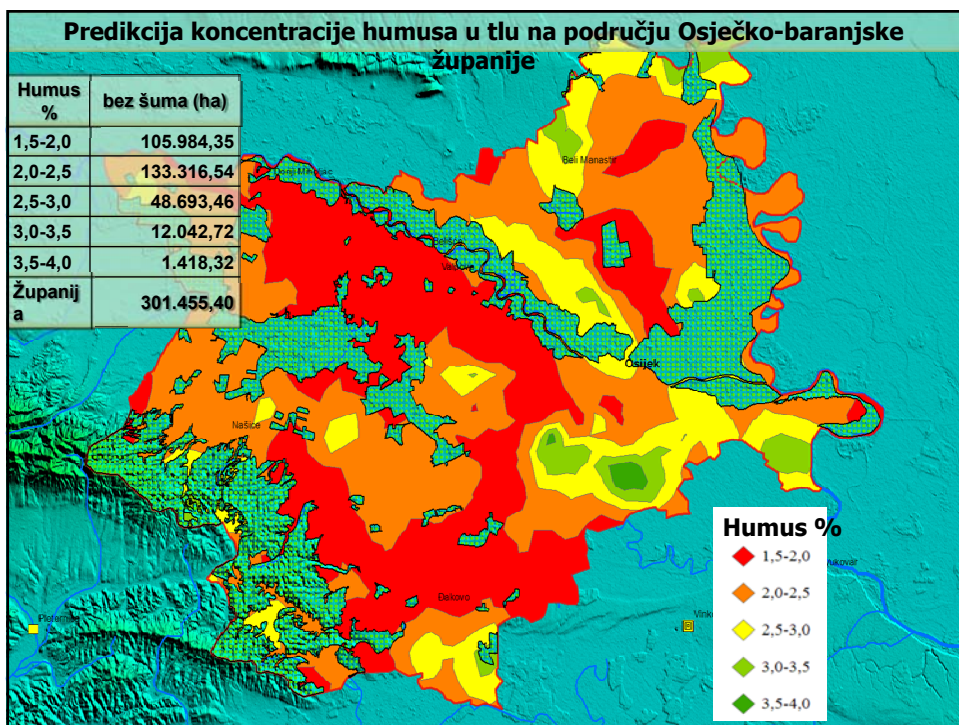 Predikcija koncentracije humusa u tlu na području Osječko-baranjske
županije
Humus
%
bez šuma (ha)
1,5-2,0 105.984,35
2,0-2,5 133.316,54
2,5-3,0 48.693,46
3,0-3,5 12.042,72
3,5-4,0 1.418,32
Županij
a
301.455,40
Beli Manastir
Osijek
Našice
Đakovo
Humus %
1,5-2,0
2,0-2,5
2,5-3,0
3,0-3,5
3,5-4,0